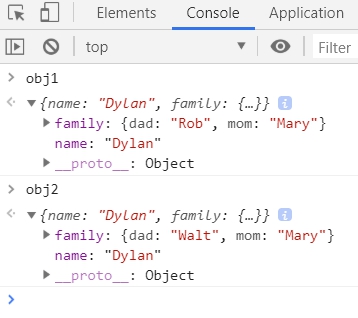 Elements Console Application
top Filter
> obj1
{name: "Dylan", family: {…}} i
family: {dad: "Rob", mom: "Mary"}
name: "Dylan"
__proto__: Object
> obj2
{name: "Dylan", family: {…}} i
family: {dad: "Walt", mom: "Mary"}
name: "Dylan"
__proto__: Object
>